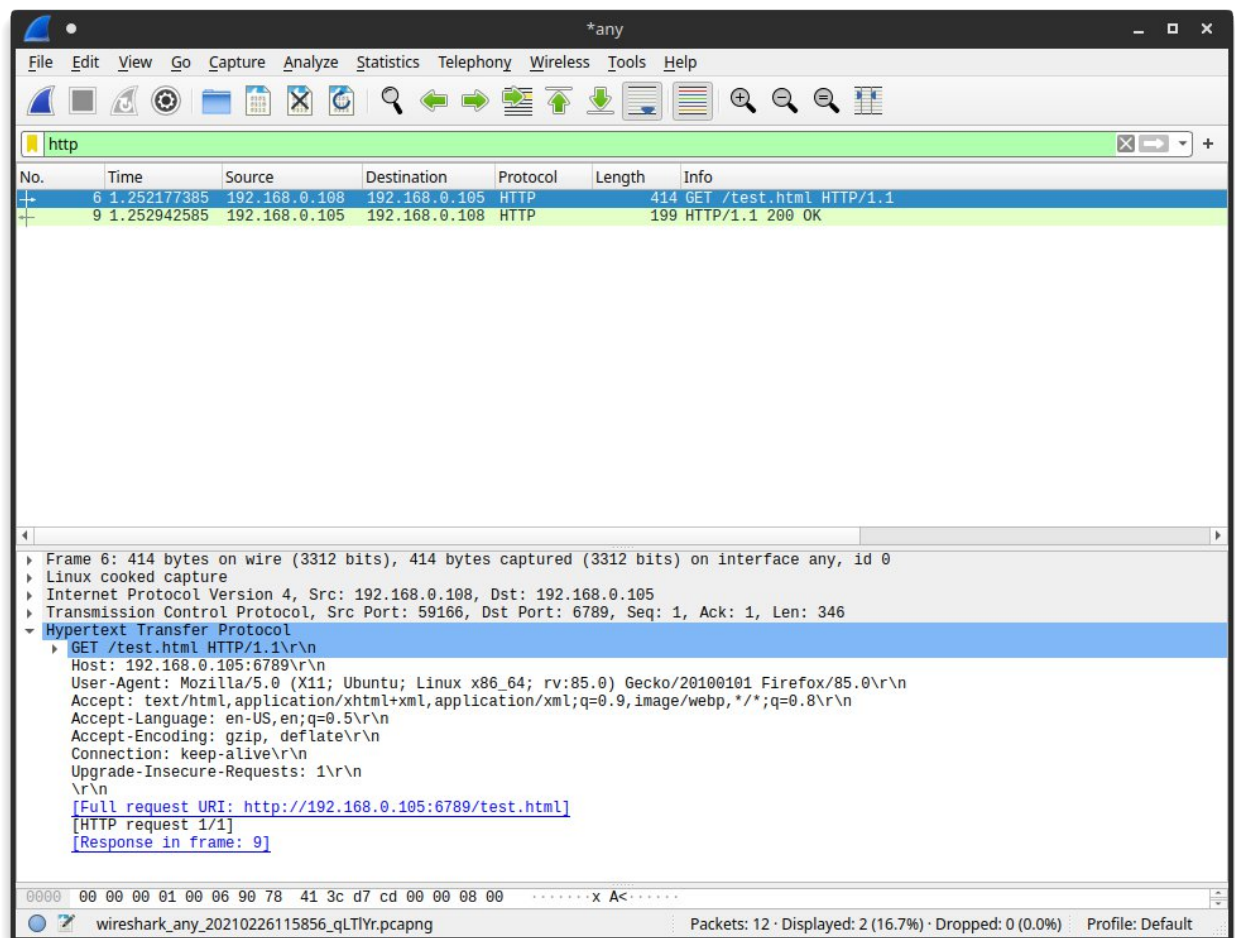 *any
File Edit View Go Capture Analyze Statistics Telephony Wireless Tools Help
http
No. Time Source Destination Protocol Length Info
6 1.252177385 192.168.0.108 192.168.0.105 HTTP 414 GET /test.html HTTP/1.1
9 1.252942585 192.168.0.105 192.168.0.108 HTTP 199 HTTP/1.1 200 OK
Frame 6: 414 bytes on wire (3312 bits), 414 bytes captured (3312 bits) on interface any, id 0
Linux cooked capture
Internet Protocol Version 4, Src: 192.168.0.108, Dst: 192.168.0.105
Transmission Control Protocol, Src Port: 59166, Dst Port: 6789, Seq: 1, Ack: 1, Len: 346
Hypertext Transfer Protocol
GET /test.html HTTP/1.1\r\n
Host: 192.168.0.105:6789\r\n
User-Agent: Mozilla/5.0 (X11; Ubuntu; Linux x86_64; rv:85.0) Gecko/20100101 Firefox/85.0\r\n
Accept: text/html,application/xhtml+xml,application/xml;q=0.9,image/webp,*/*;q=0.8\r\n
Accept-Language: en-US,en;q=0.5\r\n
Accept-Encoding: gzip, deflate\r\n
Connection: keep-alive\r\n
Upgrade-Insecure-Requests: 1\r\n
\r\n
[Full request URI: http://192.168.0.105:6789/test.html]
[HTTP request 1/1]
[Response in frame: 9]
0000 00 00 00 01 00 06 90 78 41 3c d7 cd 00 00 08 00 ·······x A<······
wireshark_any_20210226115856_qLTlYr.pcapng Packets: 12 · Displayed: 2 (16.7%) · Dropped: 0 (0.0%) Profile: Default